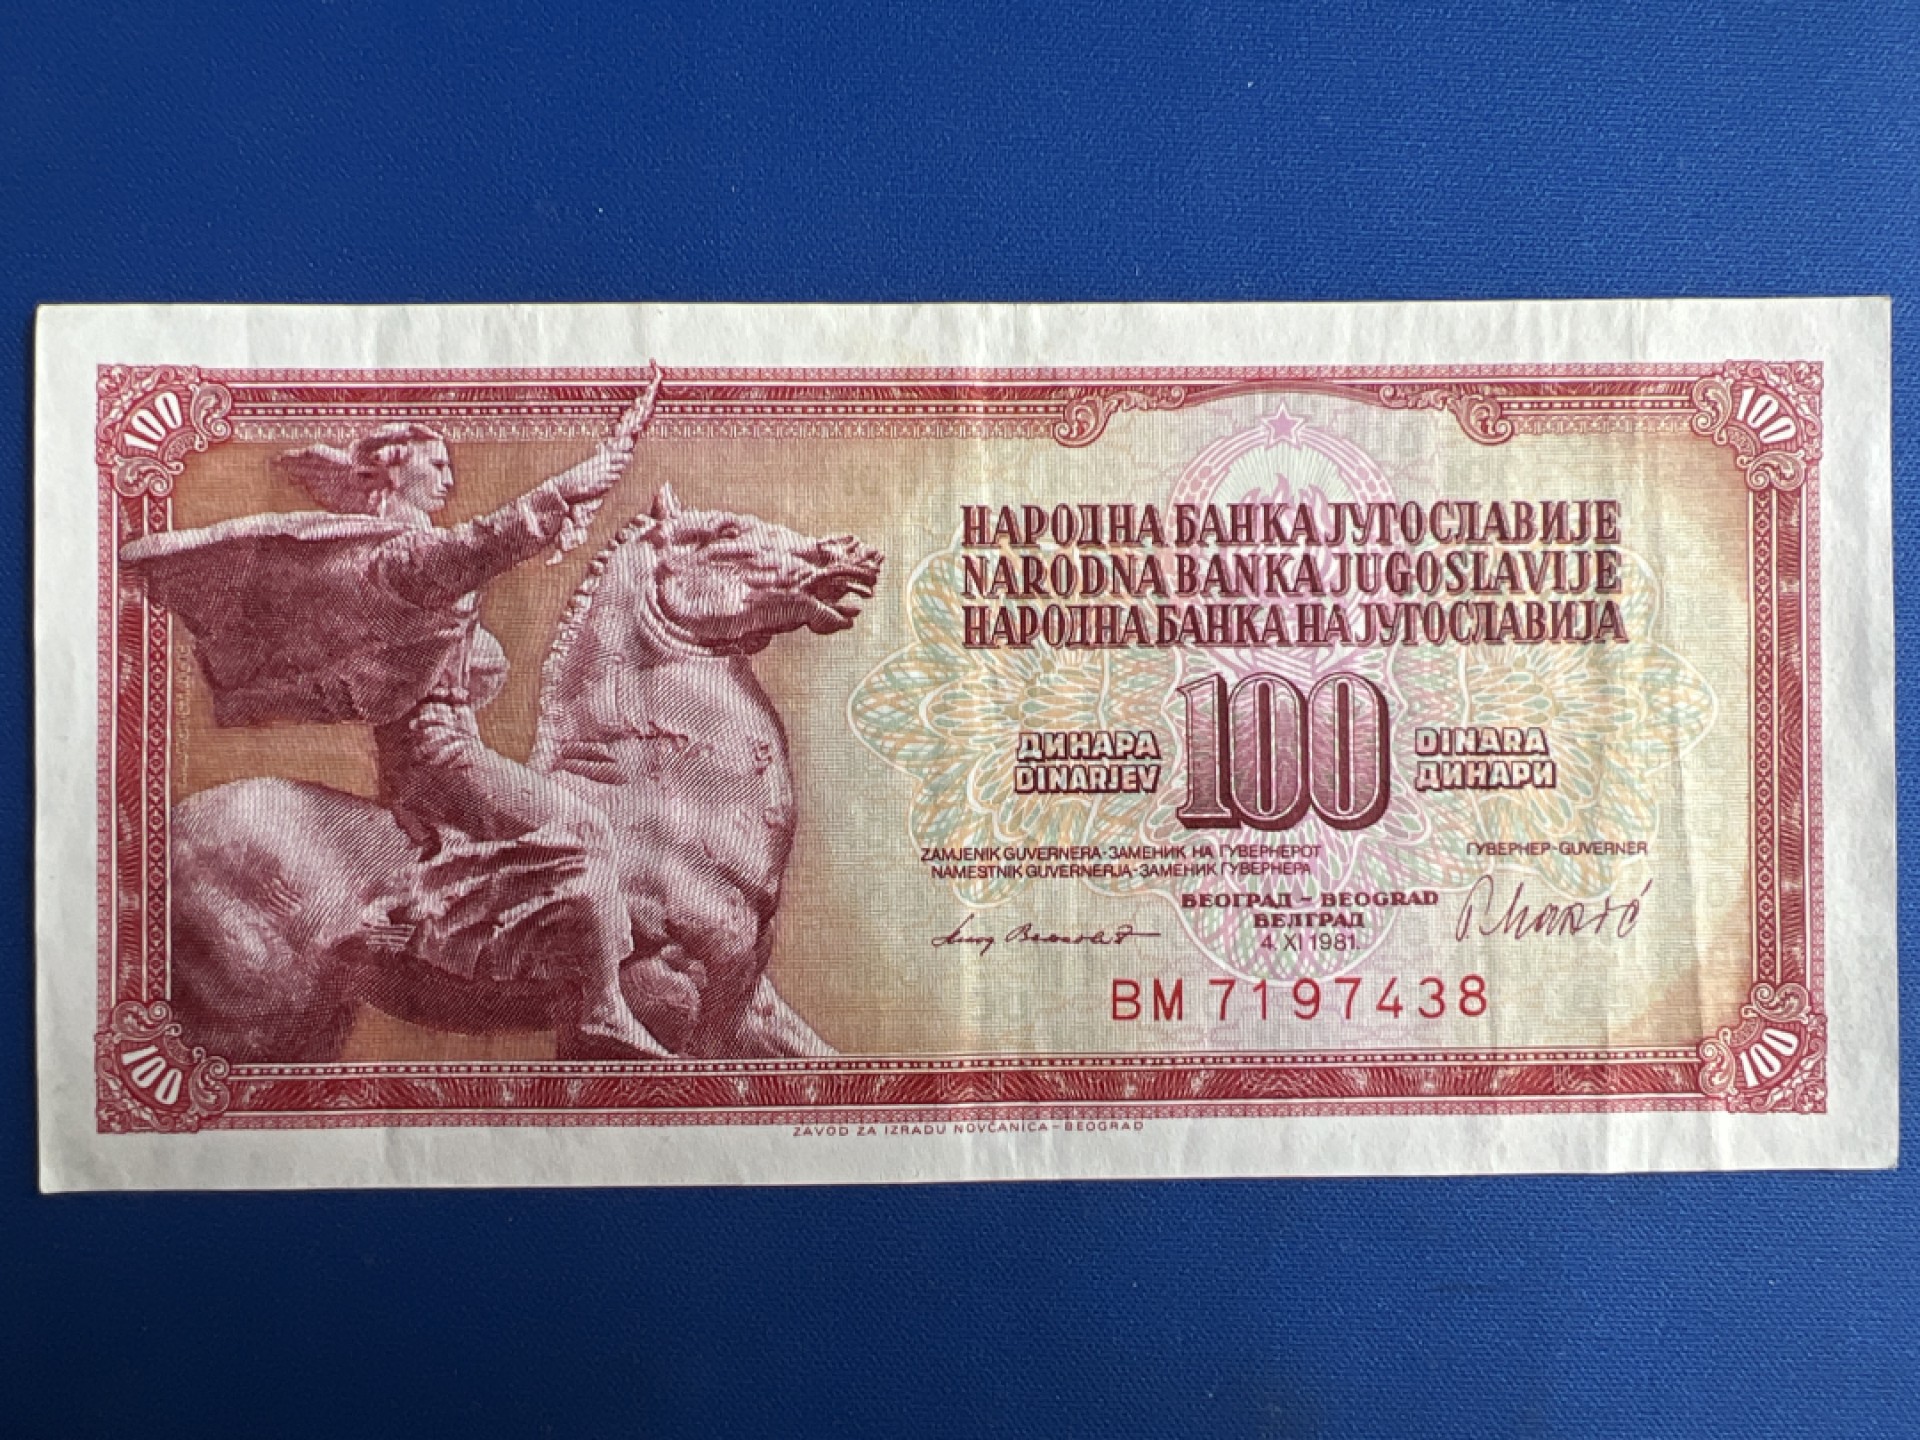 100
100
НАРОДНА БАНКА ЈУГОСЛАВИЈЕ
NARODNA BANKA JUGOSLAVIJE
НАРОДНА БАНКА НА ЈУГОСЛАВИЈА
ДИНАРА 100 DINARA
DINARJEV ДИНАРИ
ZAMJENIK GUVERNERA-ЗАМЕНИК НА ГУВЕРНЕРОТ ГУВЕРНЕР-GUVERNER
NAMESTNIK GUVERNERJA-ЗАМЕНИК ГУВЕРНЕРА
БЕОГРАД – BEOGRAD
БЕЛГРАД
4. XI 1981.
BM 7197438
100
100
ZAVOD ZA IZRADU NOVČANICA – BEOGRAD